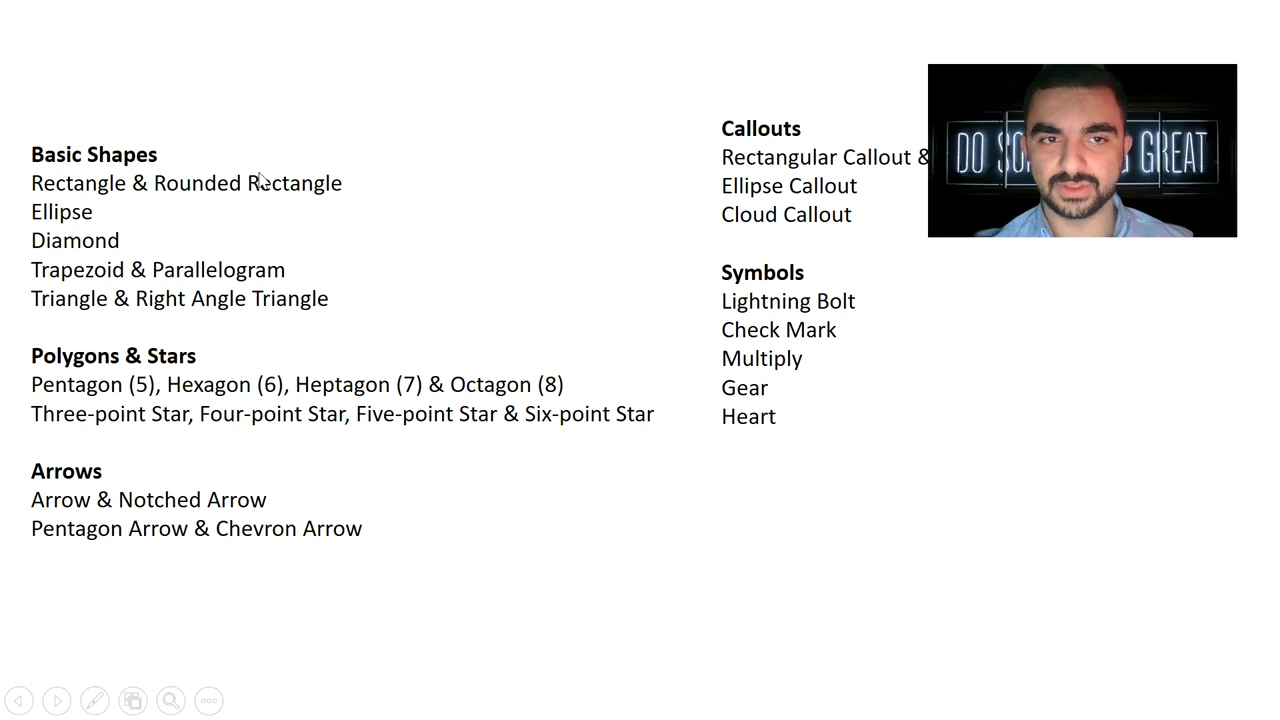 Basic Shapes
Rectangle & Rounded Rectangle
Ellipse
Diamond
Trapezoid & Parallelogram
Triangle & Right Angle Triangle
Polygons & Stars
Pentagon (5), Hexagon (6), Heptagon (7) & Octagon (8)
Three-point Star, Four-point Star, Five-point Star & Six-point Star
Arrows
Arrow & Notched Arrow
Pentagon Arrow & Chevron Arrow
Callouts
Rectangular Callout &
Ellipse Callout
Cloud Callout
Symbols
Lightning Bolt
Check Mark
Multiply
Gear
Heart
DO GREAT